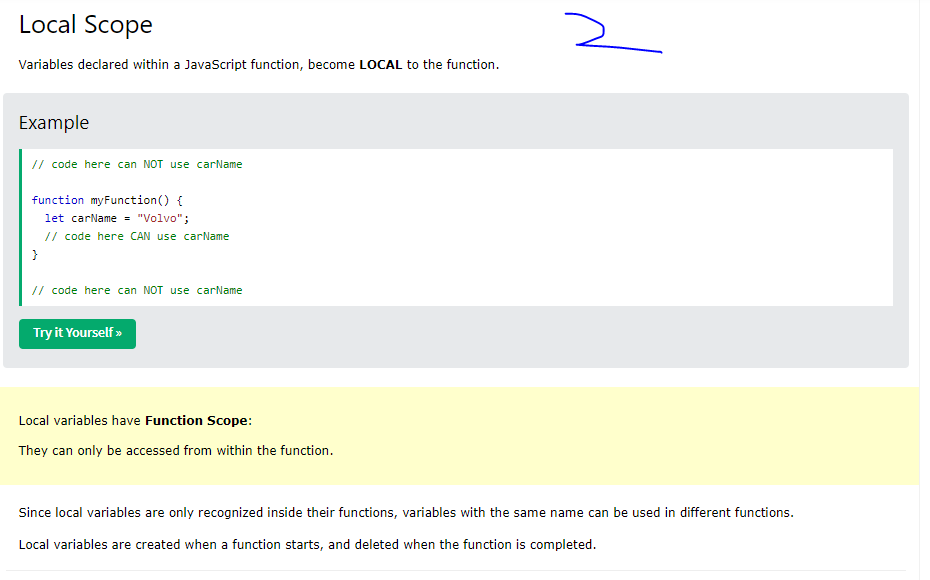 Local Scope
2
Variables declared within a JavaScript function, become LOCAL to the function.
Example
// code here can NOT use carName
function myFunction() {
  let carName = "Volvo";
  // code here CAN use carName
}
// code here can NOT use carName
Try it Yourself »
Local variables have Function Scope:
They can only be accessed from within the function.
Since local variables are only recognized inside their functions, variables with the same name can be used in different functions.
Local variables are created when a function starts, and deleted when the function is completed.